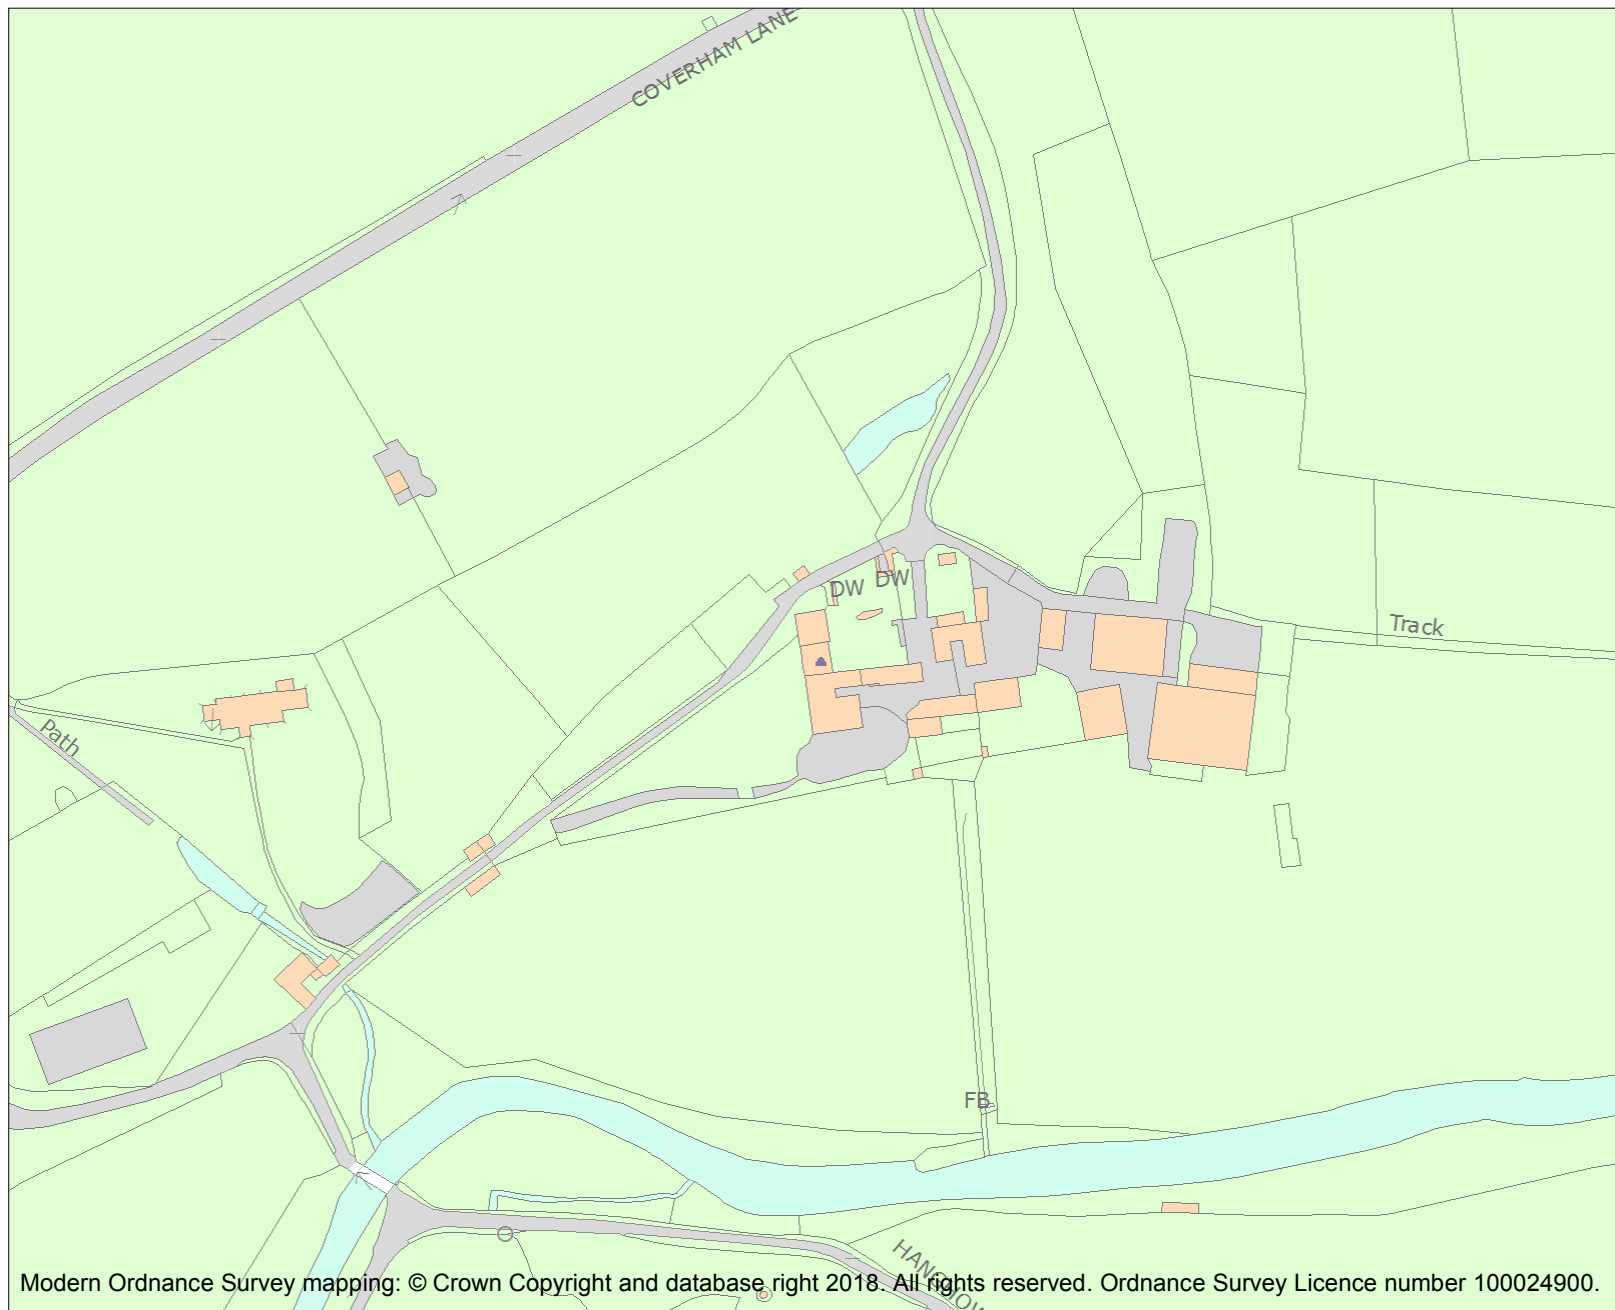 COVERHAM LANE
DW DW
Track
Path
FB
Modern Ordnance Survey mapping: © Crown Copyright and database right 2018. All rights reserved. Ordnance Survey Licence number 100024900.